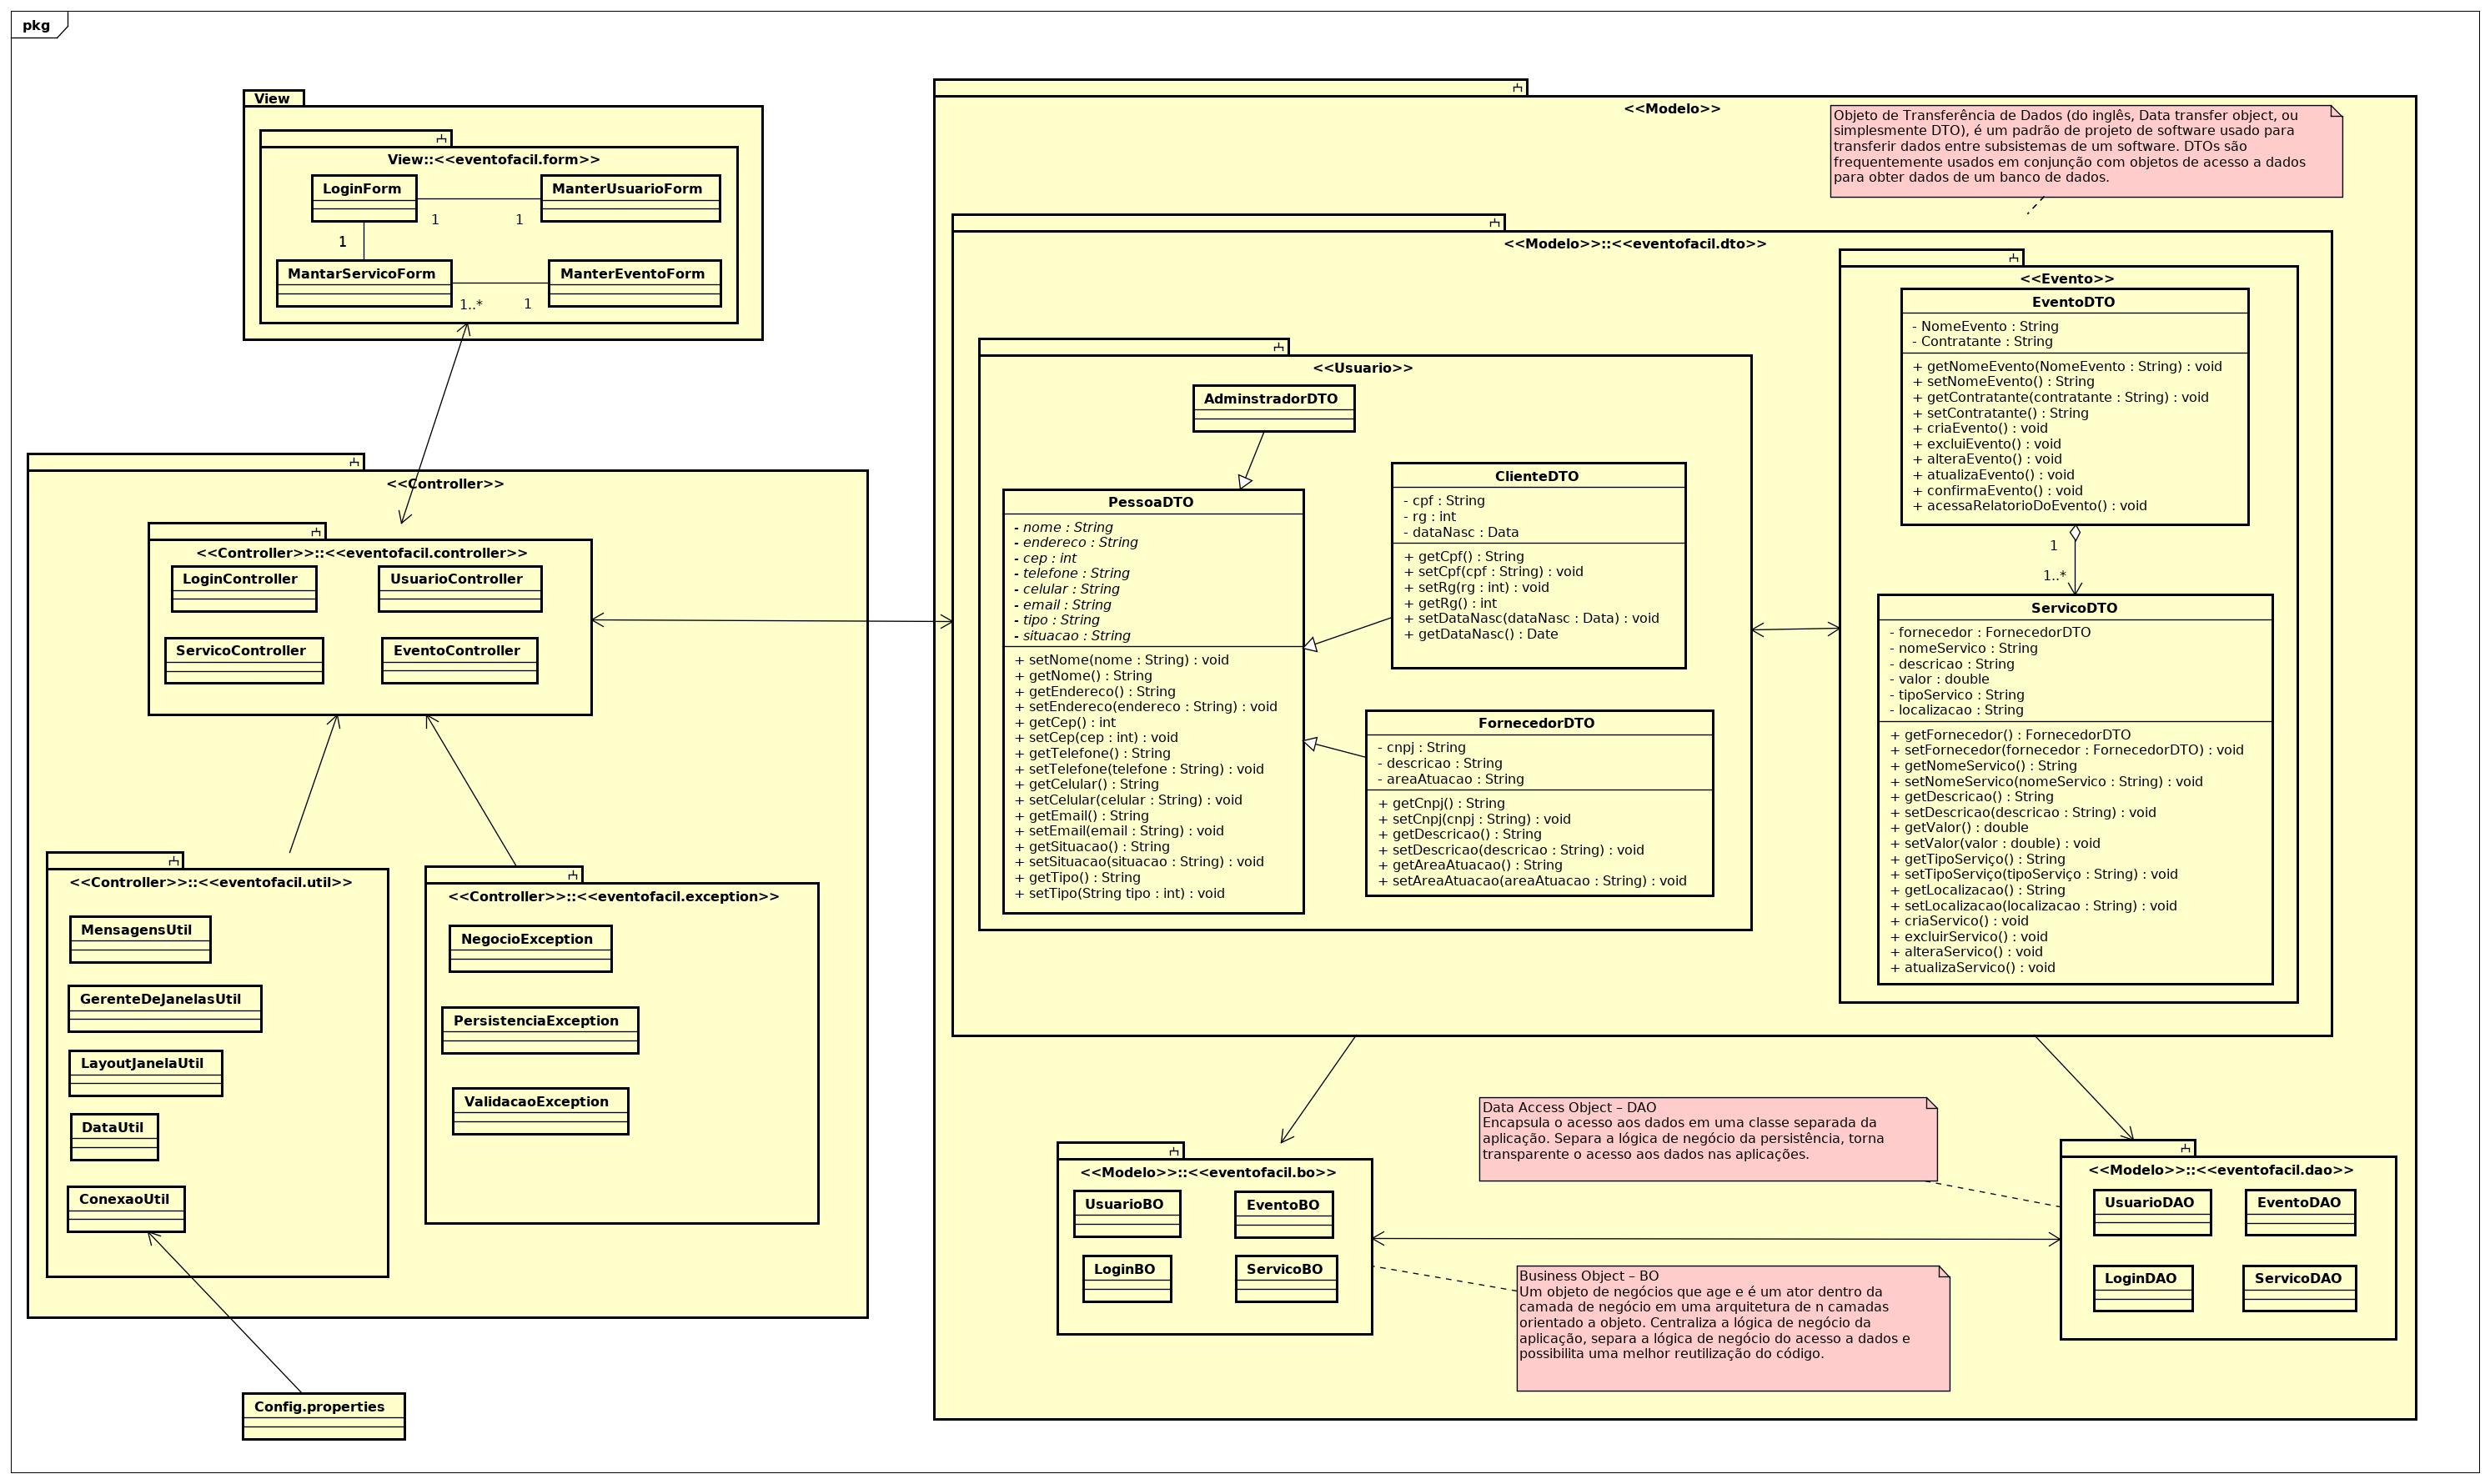 pkg
View
View::<<eventofacil.form>>
LoginForm
ManterUsuarioForm
1
1
1
MantarServicoForm
ManterEventoForm
1..*
1
<<Controller>>
<<Controller>>::<<eventofacil.controller>>
LoginController
UsuarioController
ServicoController
EventoController
<<Controller>>::<<eventofacil.util>>
MensagensUtil
GerenteDeJanelasUtil
LayoutJanelaUtil
DataUtil
ConexaoUtil
<<Controller>>::<<eventofacil.exception>>
NegocioException
PersistenciaException
ValidacaoException
Config.properties
<<Modelo>>
Objeto de Transferência de Dados (do inglês, Data transfer object, ou
simplesmente DTO), é um padrão de projeto de software usado para
transferir dados entre subsistemas de um software. DTOs são
frequentemente usados em conjunção com objetos de acesso a dados
para obter dados de um banco de dados.
<<Modelo>>::<<eventofacil.dto>>
<<Usuario>>
AdminstradorDTO
PessoaDTO
- nome : String
- endereco : String
- cep : int
- telefone : String
- celular : String
- email : String
- tipo : String
- situacao : String
+ setNome(nome : String) : void
+ getNome() : String
+ getEndereco() : String
+ setEndereco(endereco : String) : void
+ getCep() : int
+ setCep(cep : int) : void
+ getTelefone() : String
+ setTelefone(telefone : String) : void
+ getCelular() : String
+ setCelular(celular : String) : void
+ getEmail() : String
+ setEmail(email : String) : void
+ getSituacao() : String
+ setSituacao(situacao : String) : void
+ getTipo() : String
+ setTipo(String tipo : int) : void
ClienteDTO
- cpf : String
- rg : int
- dataNasc : Data
+ getCpf() : String
+ setCpf(cpf : String) : void
+ setRg(rg : int) : void
+ getRg() : int
+ setDataNasc(dataNasc : Data) : void
+ getDataNasc() : Date
FornecedorDTO
- cnpj : String
- descricao : String
- areaAtuacao : String
+ getCnpj() : String
+ setCnpj(cnpj : String) : void
+ getDescricao() : String
+ setDescricao(descricao : String) : void
+ getAreaAtuacao() : String
+ setAreaAtuacao(areaAtuacao : String) : void
<<Evento>>
EventoDTO
- NomeEvento : String
- Contratante : String
+ getNomeEvento(NomeEvento : String) : void
+ setNomeEvento() : String
+ getContratante(contratante : String) : void
+ setContratante() : String
+ criaEvento() : void
+ excluiEvento() : void
+ alteraEvento() : void
+ atualizaEvento() : void
+ confirmaEvento() : void
+ acessaRelatorioDoEvento() : void
1
1..*
ServicoDTO
- fornecedor : FornecedorDTO
- nomeServico : String
- descricao : String
- valor : double
- tipoServico : String
- localizacao : String
+ getFornecedor() : FornecedorDTO
+ setFornecedor(fornecedor : FornecedorDTO) : void
+ getNomeServico() : String
+ setNomeServico(nomeServico : String) : void
+ getDescricao() : String
+ setDescricao(descricao : String) : void
+ getValor() : double
+ setValor(valor : double) : void
+ getTipoServiço() : String
+ setTipoServiço(tipoServiço : String) : void
+ getLocalizacao() : String
+ setLocalizacao(localizacao : String) : void
+ criaServico() : void
+ excluirServico() : void
+ alteraServico() : void
+ atualizaServico() : void
Data Access Object – DAO
Encapsula o acesso aos dados em uma classe separada da
aplicação. Separa a lógica de negócio da persistência, torna
transparente o acesso aos dados nas aplicações.
<<Modelo>>::<<eventofacil.bo>>
UsuarioBO
EventoBO
LoginBO
ServicoBO
Business Object – BO
Um objeto de negócios que age e é um ator dentro da
camada de negócio em uma arquitetura de n camadas
orientado a objeto. Centraliza a lógica de negócio da
aplicação, separa a lógica de negócio do acesso a dados e
possibilita uma melhor reutilização do código.
<<Modelo>>::<<eventofacil.dao>>
UsuarioDAO
EventoDAO
LoginDAO
ServicoDAO